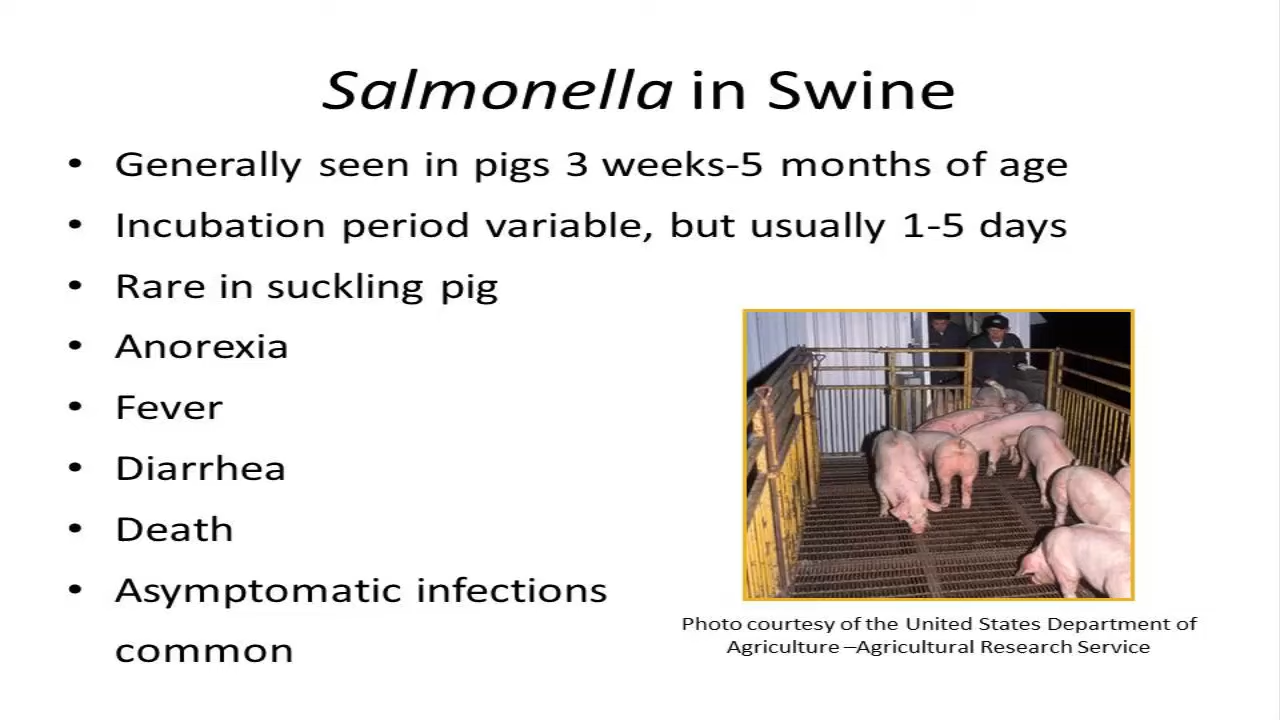 Salmonella in Swine
• Generally seen in pigs 3 weeks-5 months of age
• Incubation period variable, but usually 1-5 days
• Rare in suckling pig
• Anorexia
• Fever
• Diarrhea
• Death
• Asymptomatic infections
common
Photo courtesy of the United States Department of
Agriculture –Agricultural Research Service